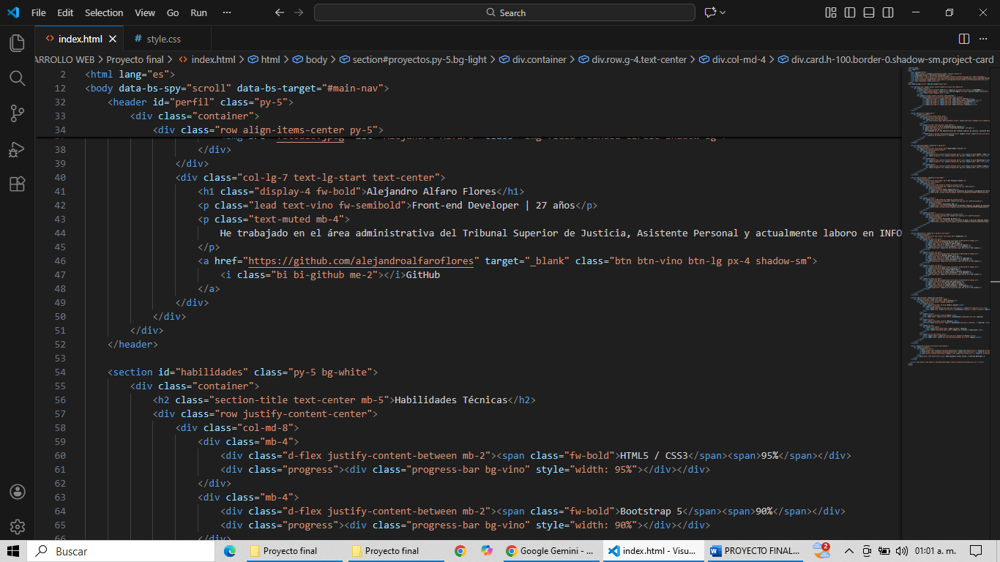 File Edit Selection View Go Run ··· Search
index.html style.css
ARROLLO WEB > Proyecto final > index.html > html > body > section#proyectos.py-5.bg-light > div.container > div.row.g-4.text-center > div.col-md-4 > div.card.h-100.border-0.shadow-sm.project-card
2 <html lang="es">
12 <body data-bs-spy="scroll" data-bs-target="#main-nav">
32 <header id="perfil" class="py-5">
33 <div class="container">
34 <div class="row align-items-center py-5">
38 </div>
39 </div>
40 <div class="col-lg-7 text-lg-start text-center">
41 <h1 class="display-4 fw-bold">Alejandro Alfaro Flores</h1>
42 <p class="lead text-vino fw-semibold">Front-end Developer | 27 años</p>
43 <p class="text-muted mb-4">
44 He trabajado en el área administrativa del Tribunal Superior de Justicia, Asistente Personal y actualmente laboro en INFO
45 </p>
46 <a href="https://github.com/alejandroalfaroflores" target="_blank" class="btn btn-vino btn-lg px-4 shadow-sm">
47 <i class="bi bi-github me-2"></i>GitHub
48 </a>
49 </div>
50 </div>
51 </div>
52 </header>
53
54 <section id="habilidades" class="py-5 bg-white">
55 <div class="container">
56 <h2 class="section-title text-center mb-5">Habilidades Técnicas</h2>
57 <div class="row justify-content-center">
58 <div class="col-md-8">
59 <div class="mb-4">
60 <div class="d-flex justify-content-between mb-2"><span class="fw-bold">HTML5 / CSS3</span><span>95%</span></div>
61 <div class="progress"><div class="progress-bar bg-vino" style="width: 95%"></div></div>
62 </div>
63 <div class="mb-4">
64 <div class="d-flex justify-content-between mb-2"><span class="fw-bold">Bootstrap 5</span><span>90%</span></div>
65 <div class="progress"><div class="progress-bar bg-vino" style="width: 90%"></div></div>
66 </div>
Buscar Proyecto final Proyecto final Google Gemini - ... index.html - Visu... PROYECTO FINAL... 2 01:01 a. m.